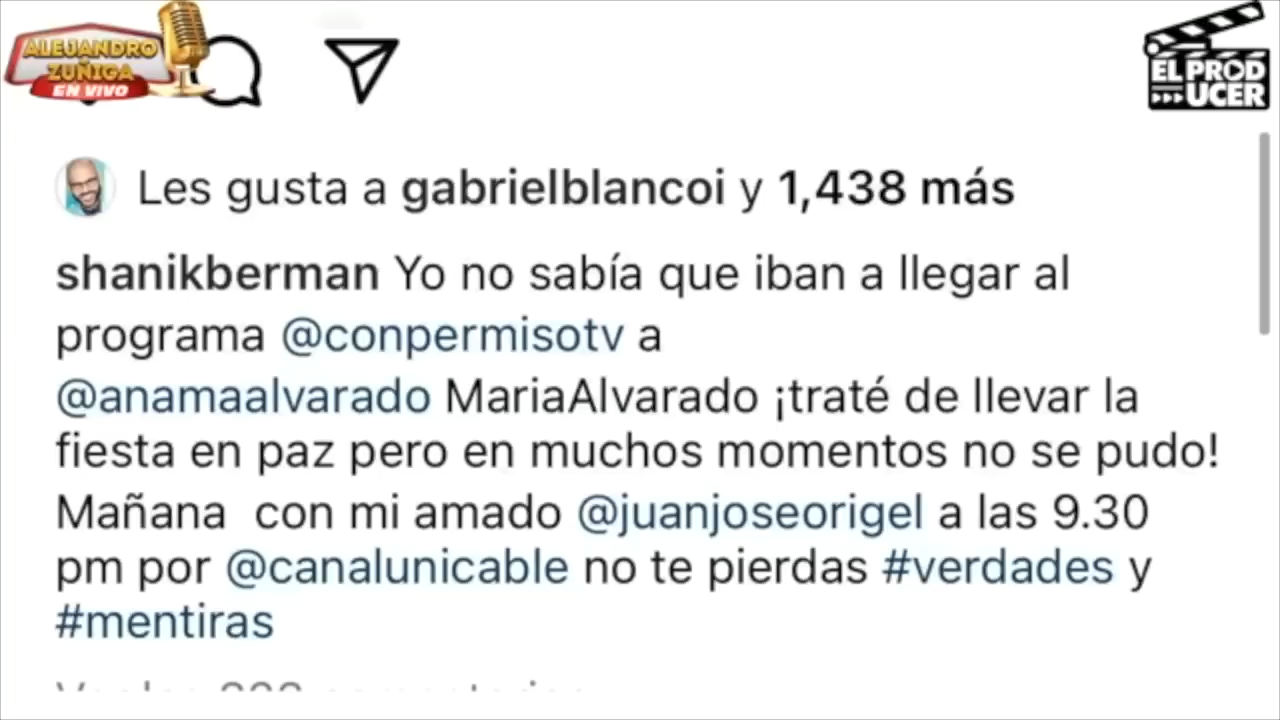 ALEJANDRO
ZUÑIGA
EN VIVO
EL PROD
UCER
Les gusta a gabrielblancoi y 1,438 más
shanikberman Yo no sabía que iban a llegar al
programa @conpermisotv a
@anamaalvarado MariaAlvarado ¡traté de llevar la
fiesta en paz pero en muchos momentos no se pudo!
Mañana  con mi amado @juanjoseorigel a las 9.30
pm por @canalunicable no te pierdas #verdades y
#mentiras